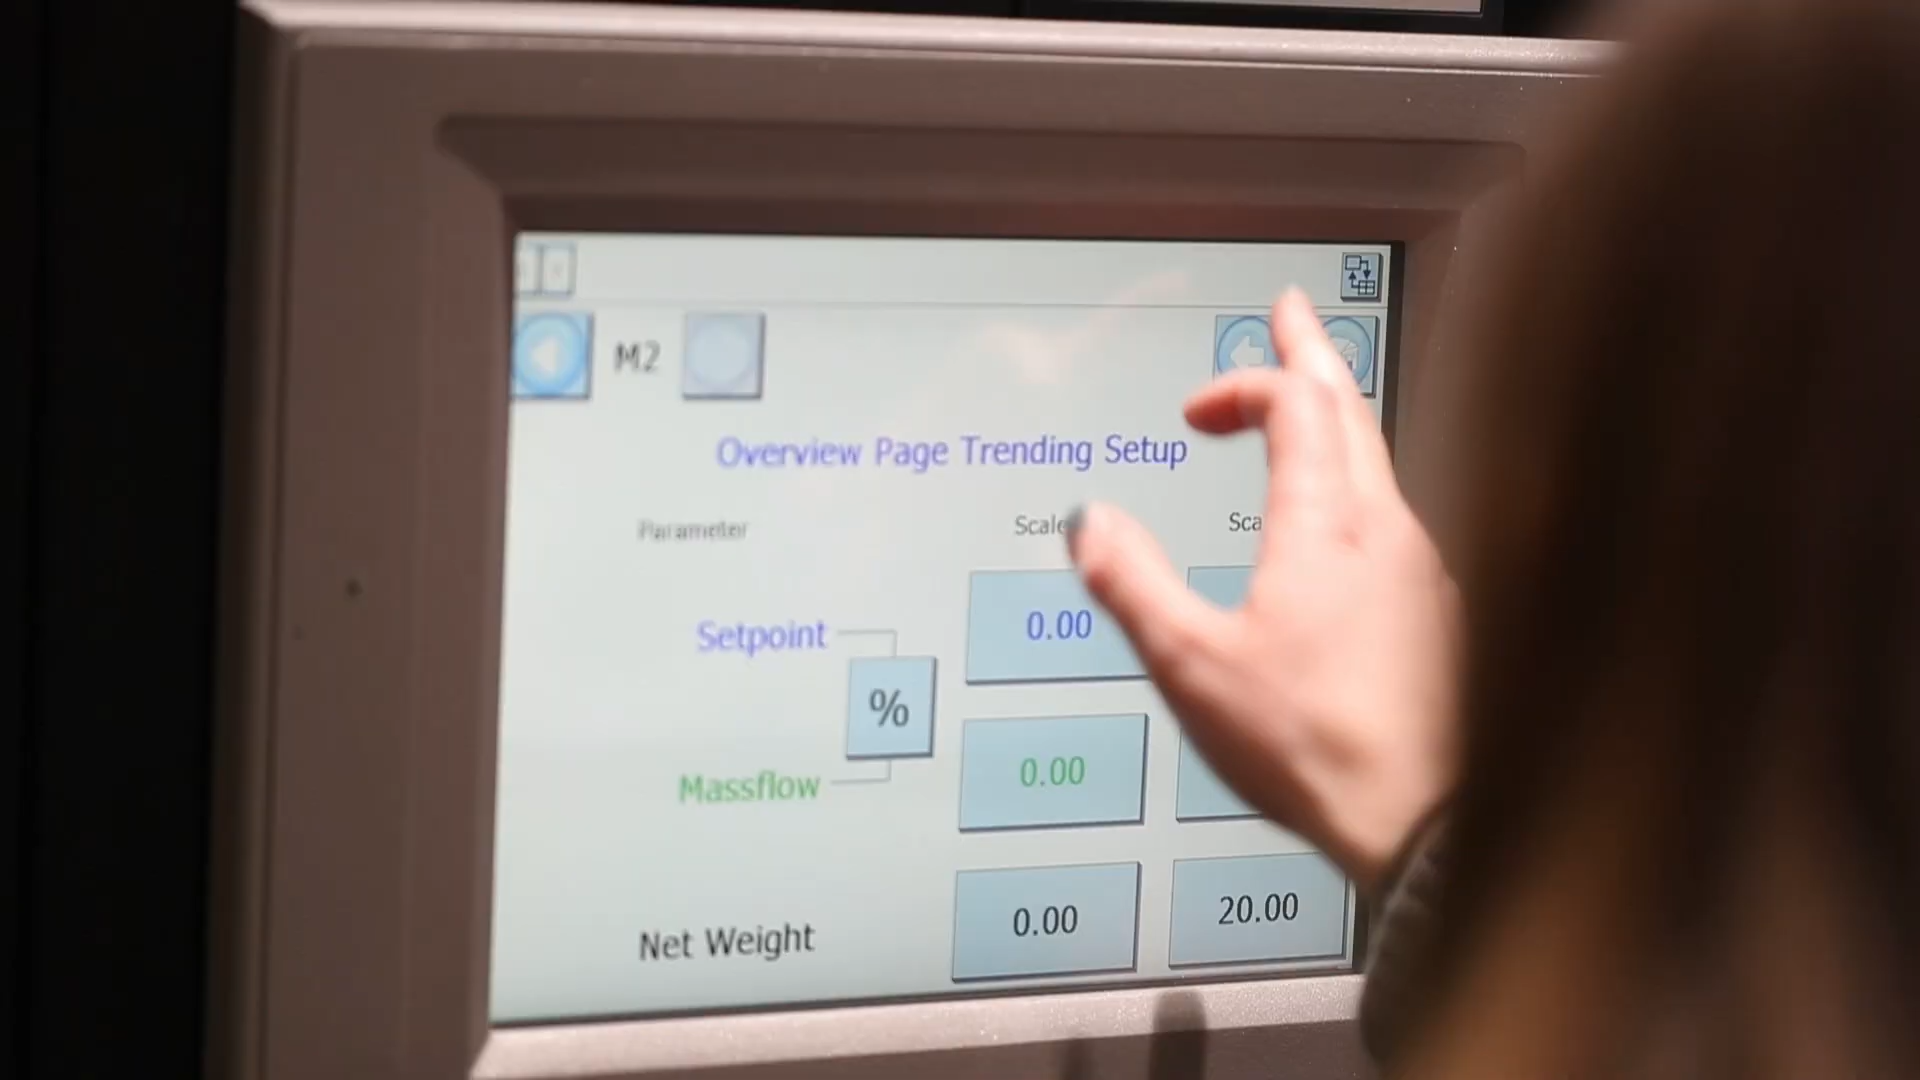 M2
Overview Page Trending Setup
Parameter Scale
Setpoint 0.00
%
Massflow 0.00
Net Weight 0.00 20.00